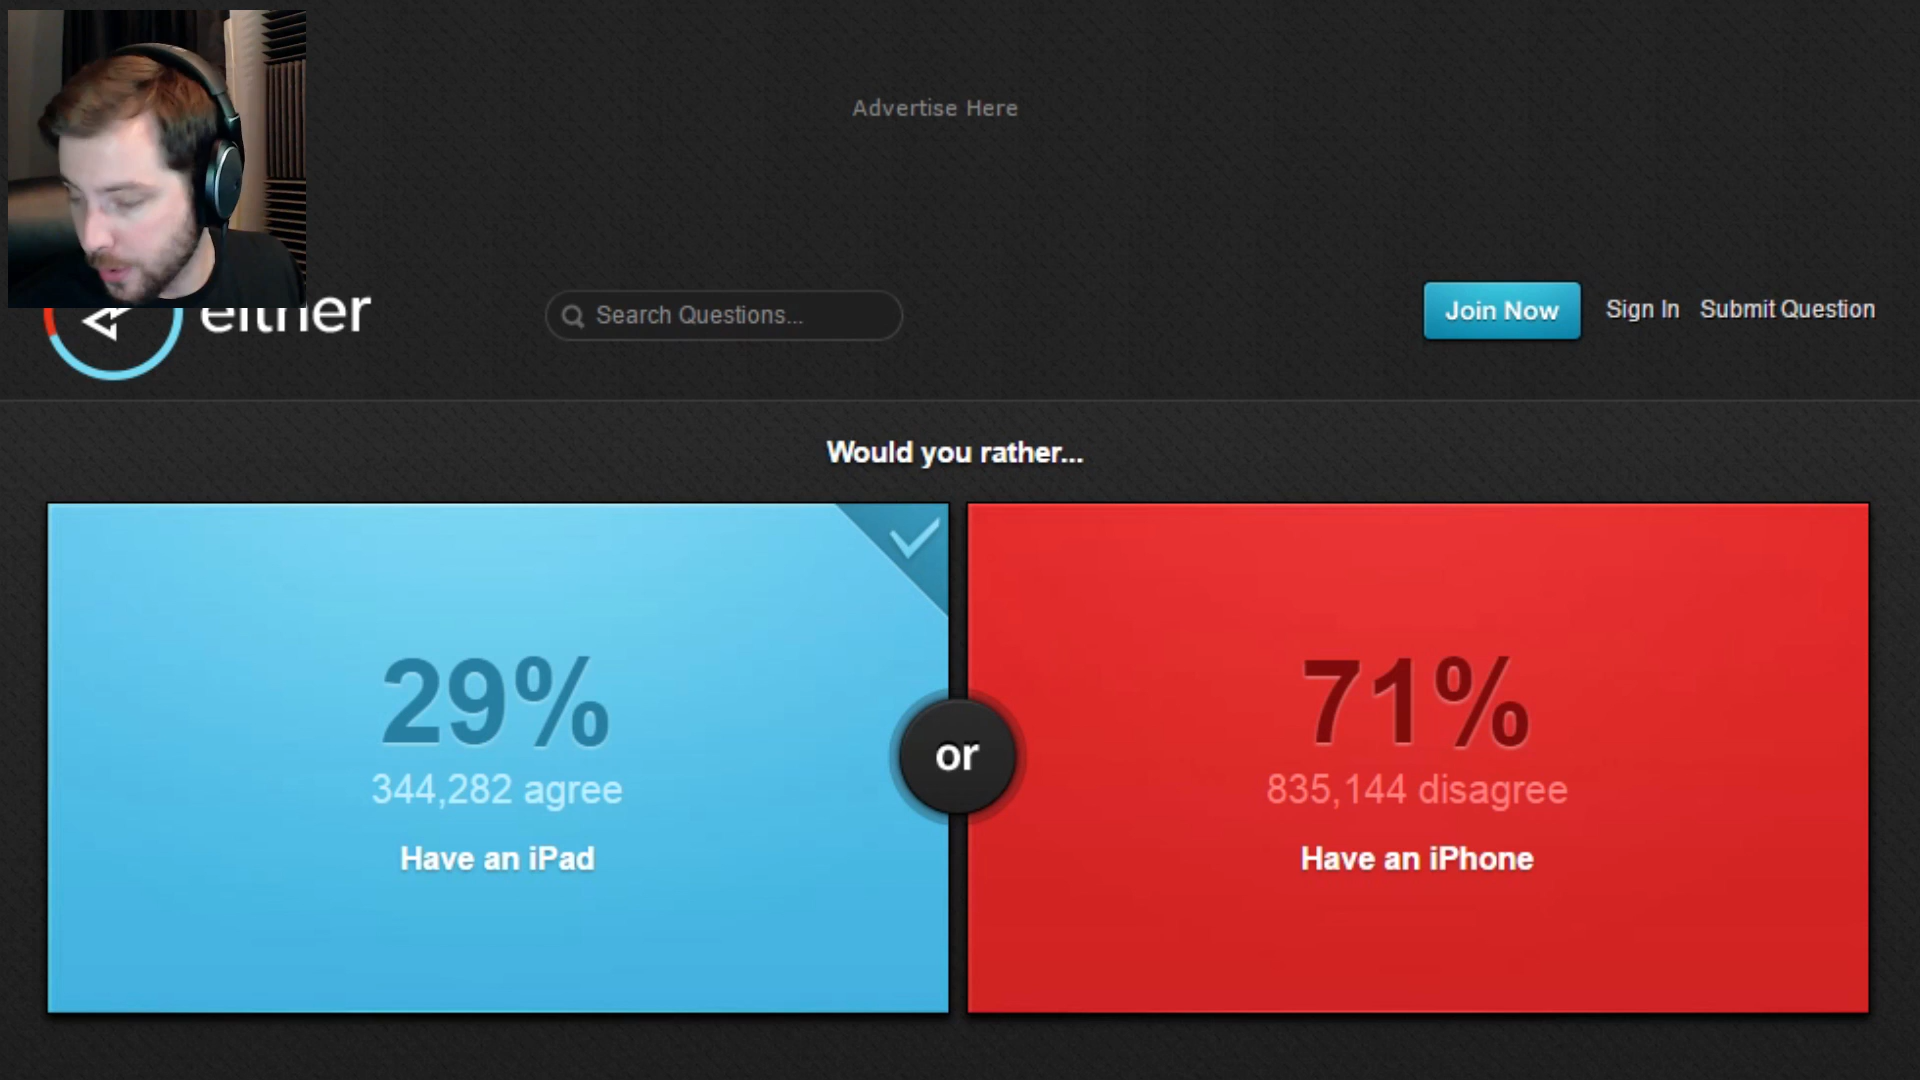 Advertise Here
either
Search Questions...
Join Now
Sign In
Submit Question
Would you rather...
29%
344,282 agree
Have an iPad
or
71%
835,144 disagree
Have an iPhone